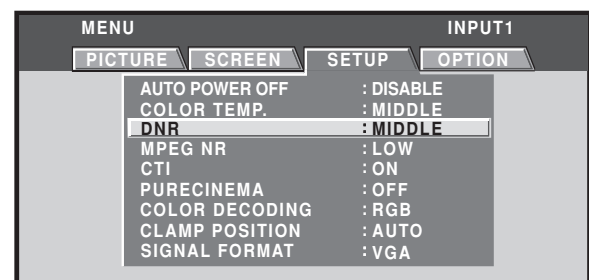 MENU INPUT1
PICTURE SCREEN SETUP OPTION
AUTO POWER OFF : DISABLE
COLOR TEMP. : MIDDLE
DNR : MIDDLE
MPEG NR : LOW
CTI : ON
PURECINEMA : OFF
COLOR DECODING : RGB
CLAMP POSITION : AUTO
SIGNAL FORMAT : VGA